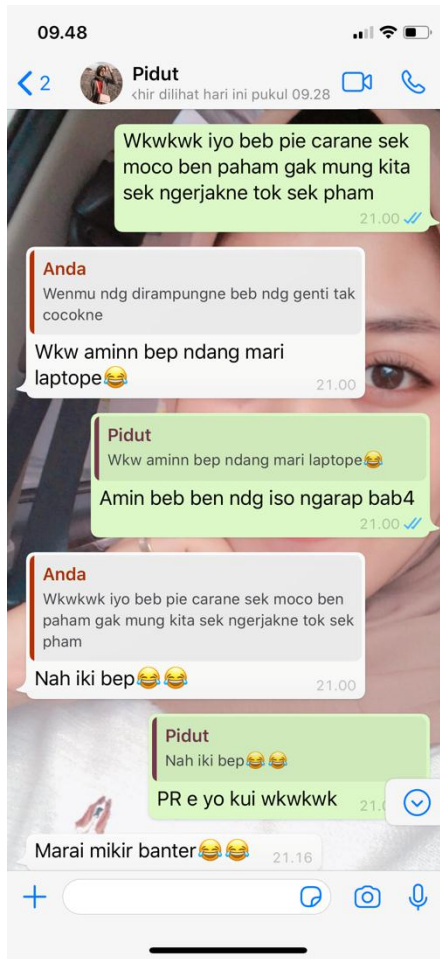 09.48
2
Pidut
‹hir dilihat hari ini pukul 09.28
Wkwkwk iyo beb pie carane sek
moco ben paham gak mung kita
sek ngerjakne tok sek pham
21.00
Anda
Wenmu ndg dirampungne beb ndg genti tak
cocokne
Wkw aminn bep ndang mari
laptope😂
21.00
Pidut
Wkw aminn bep ndang mari laptope😂
Amin beb ben ndg iso ngarap bab4
21.00
Anda
Wkwkwk iyo beb pie carane sek moco ben
paham gak mung kita sek ngerjakne tok sek
pham
Nah iki bep😂😂
21.00
Pidut
Nah iki bep😂😂
PR e yo kui wkwkwk
Marai mikir banter😂😂
21.16